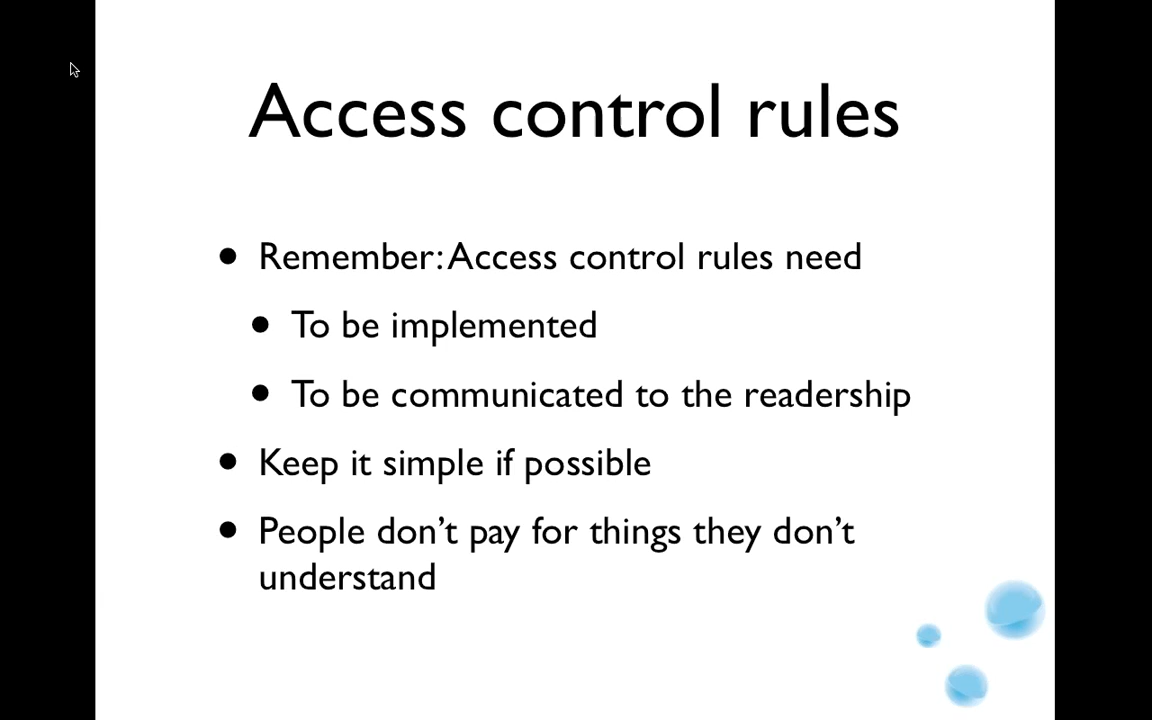 Access control rules
• Remember: Access control rules need
• To be implemented
• To be communicated to the readership
• Keep it simple if possible
• People don’t pay for things they don’t
understand